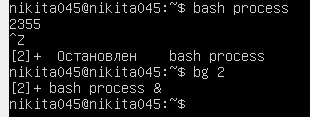 nikita045@nikita045:~$ bash process
2355
^Z
[2]+  Остановлен    bash process
nikita045@nikita045:~$ bg 2
[2]+ bash process &
nikita045@nikita045:~$